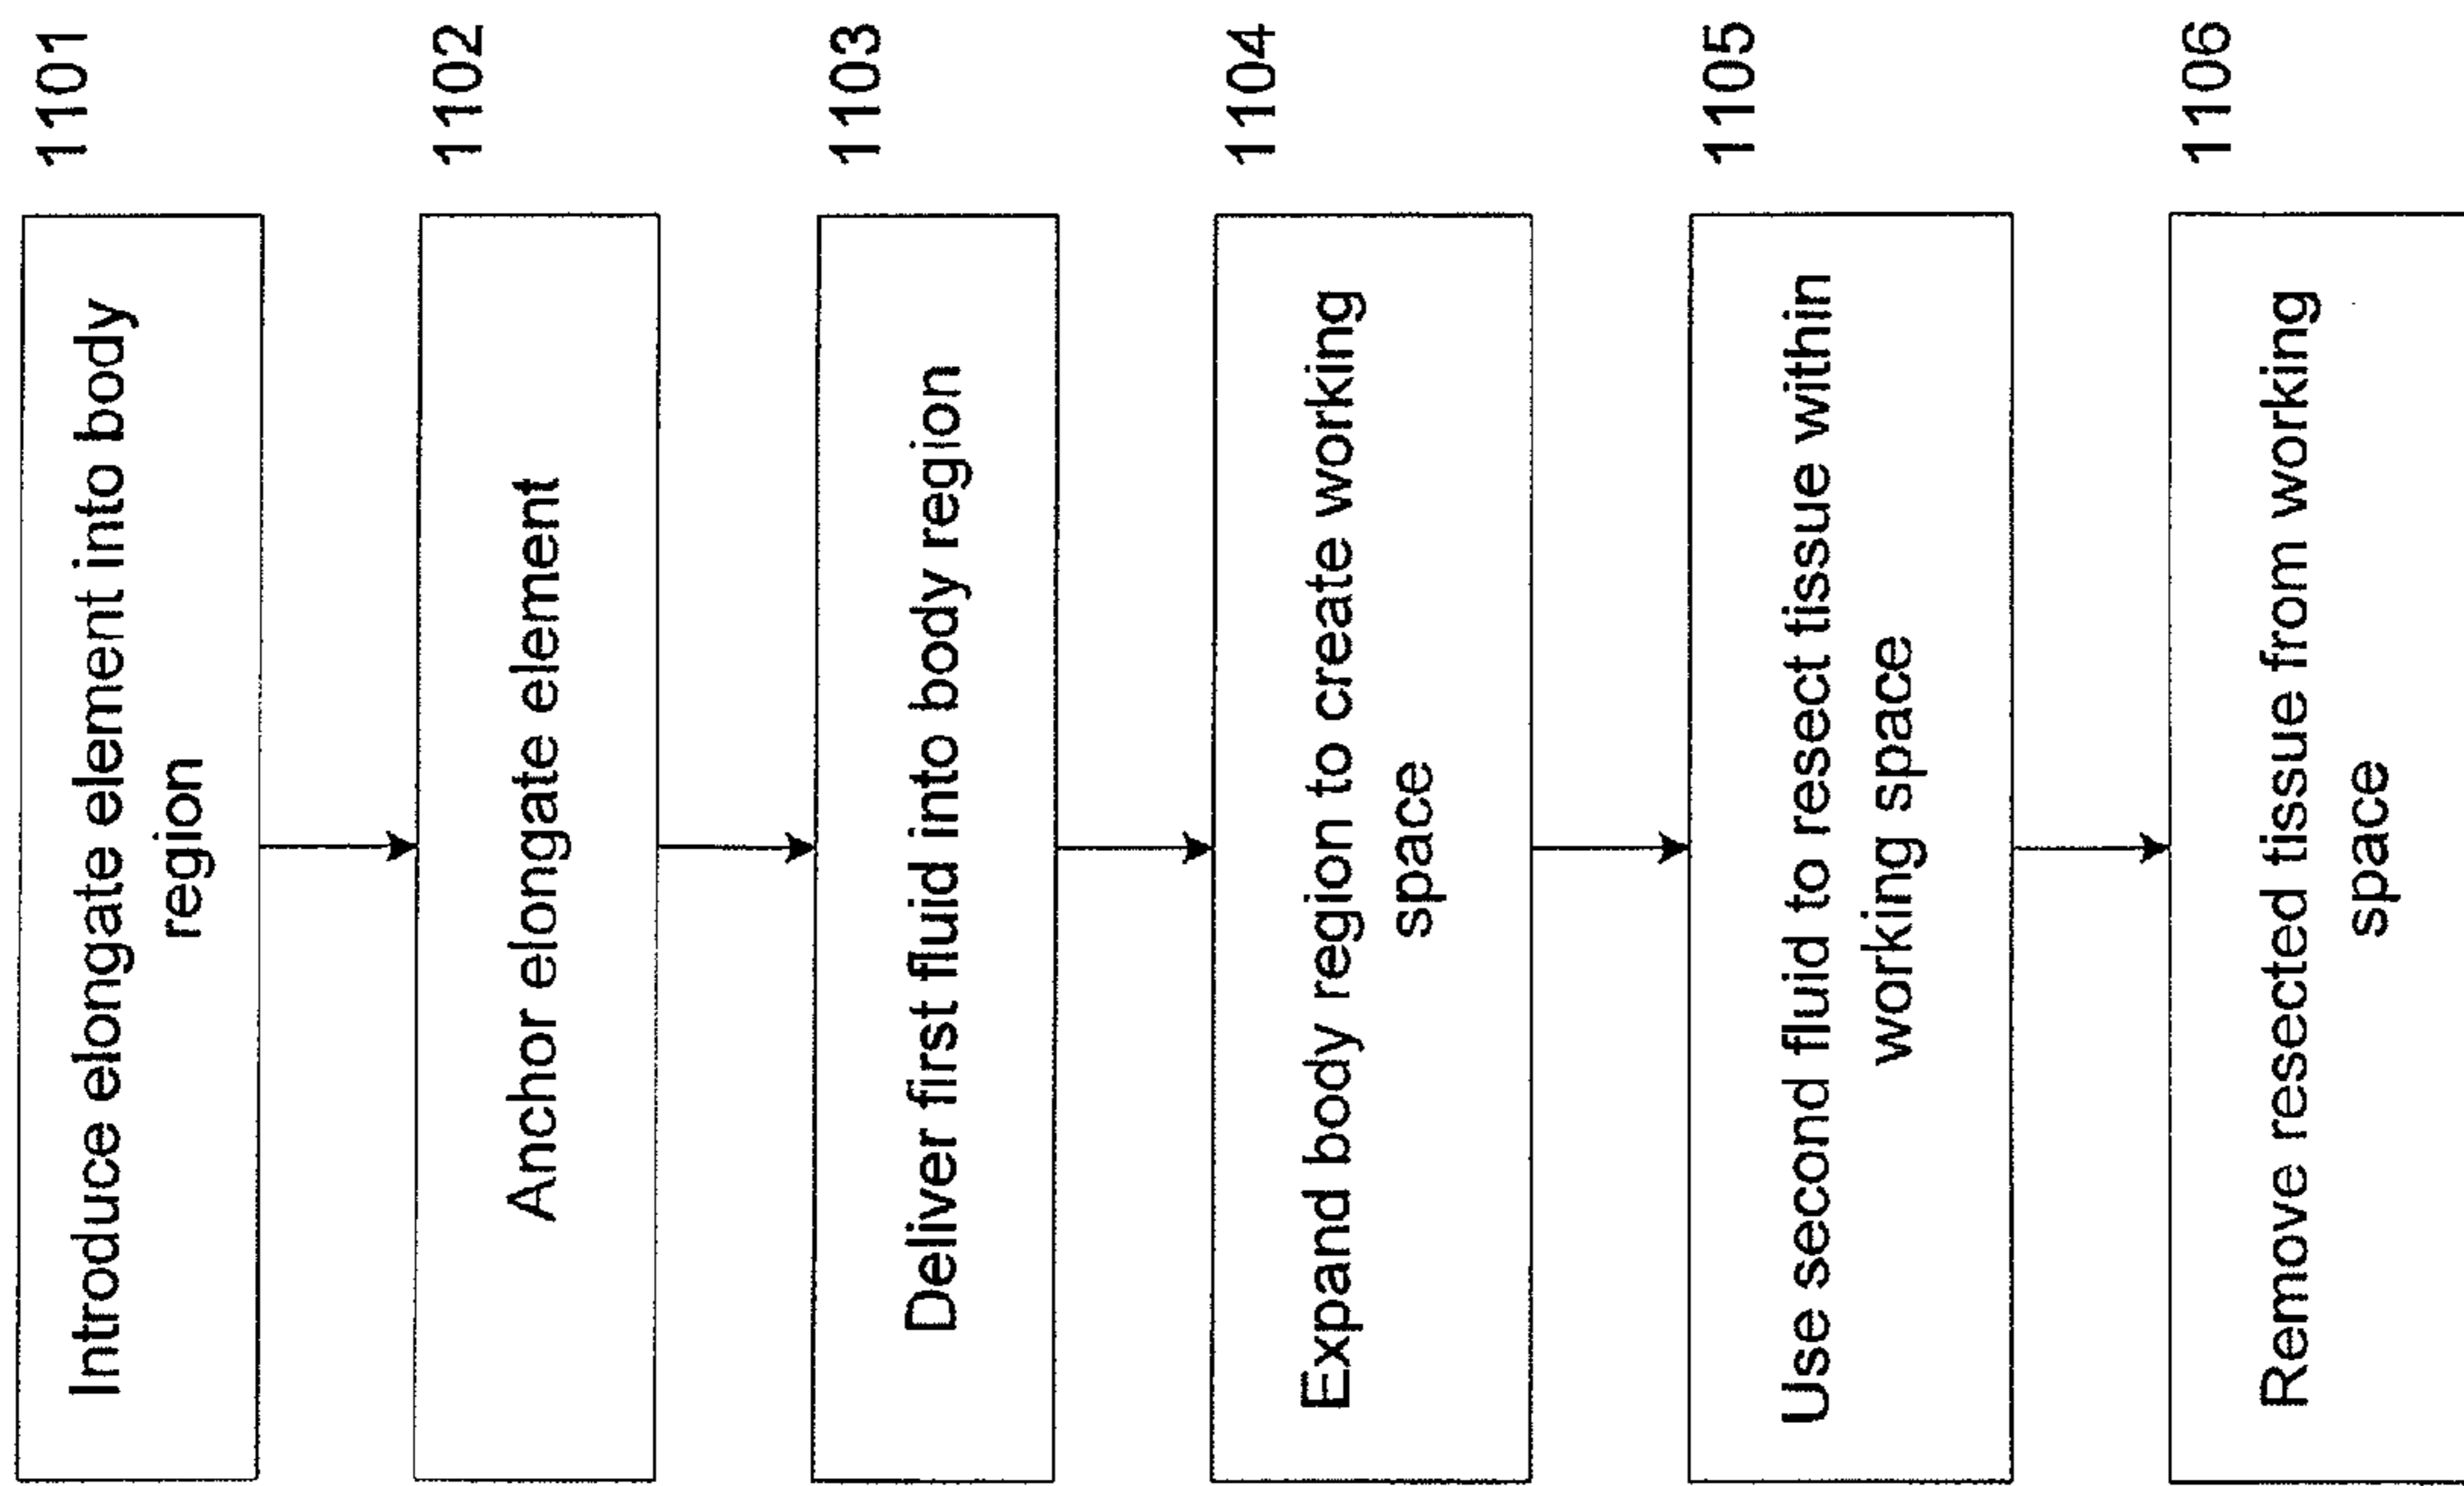 Introduce elongate element into body
region
1101
Anchor elongate element
1102
Deliver first fluid into body region
1103
Expand body region to create working
space
1104
Use second fluid to resect tissue within
working space
1105
Remove resected tissue from working
space
1106